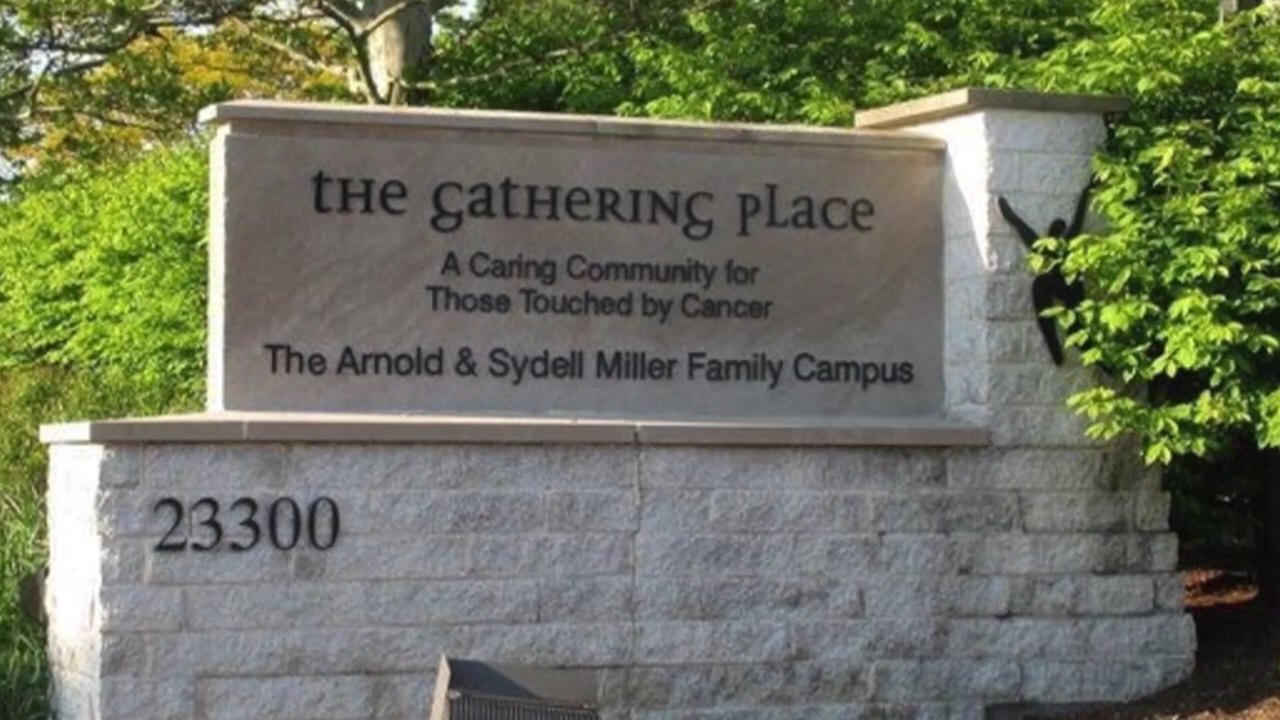 THE GATHERING PLACE
A Caring Community for
Those Touched by Cancer
The Arnold & Sydell Miller Family Campus
23300